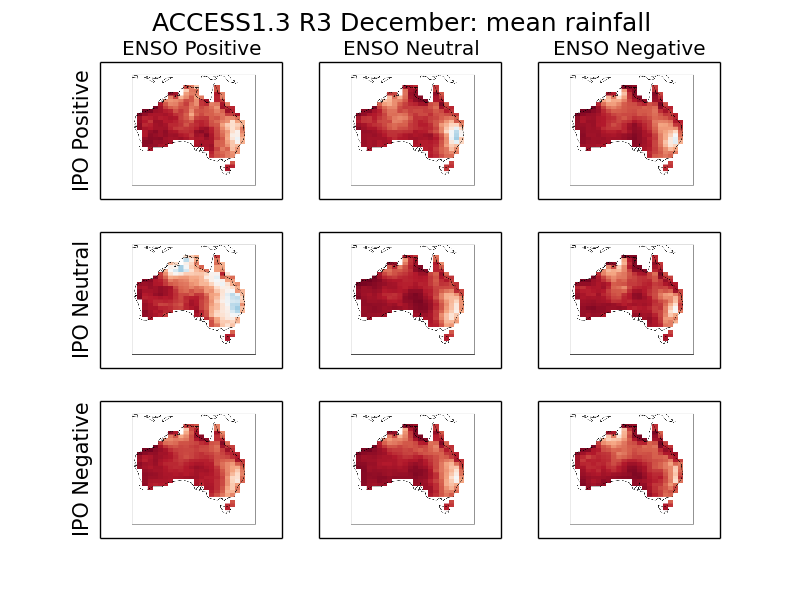 ACCESS1.3 R3 December: mean rainfall
ENSO Positive
ENSO Neutral
ENSO Negative
IPO Positive
IPO Neutral
IPO Negative